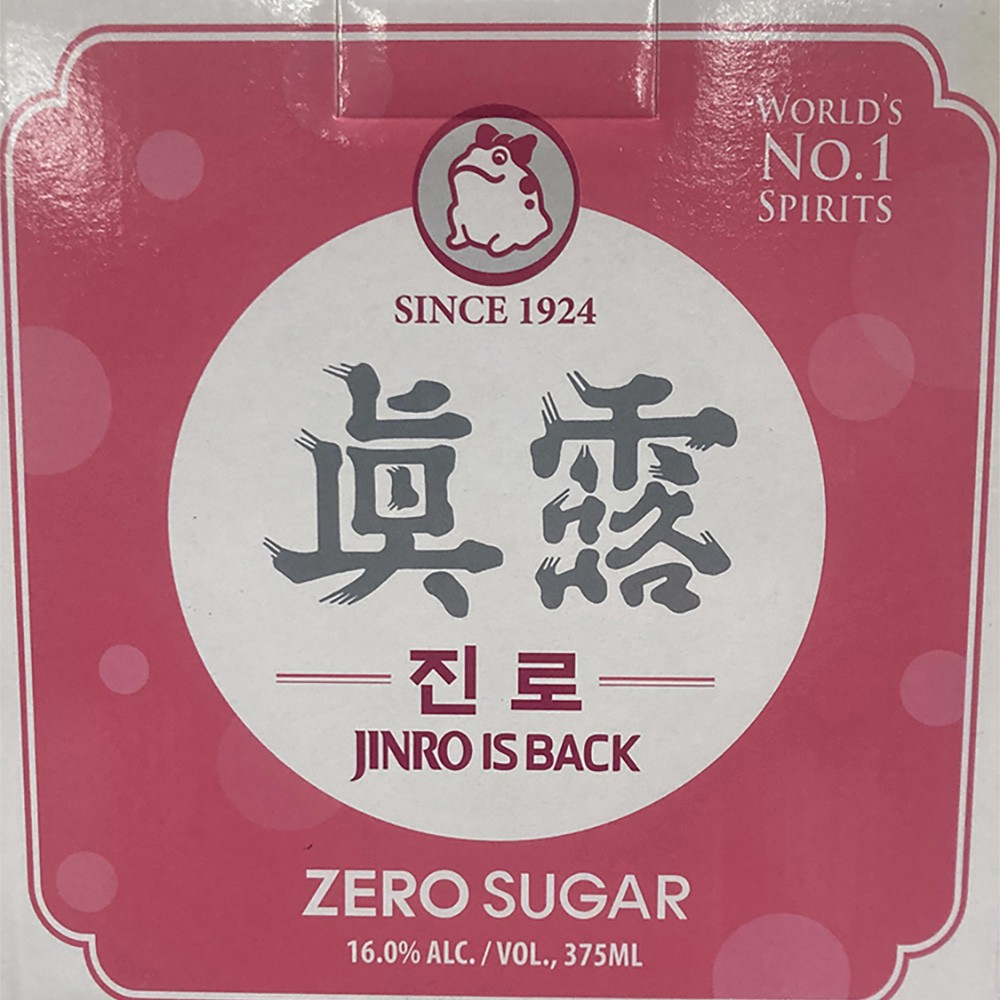 WORLD'S
NO.1
SPIRITS
SINCE 1924
眞露
진로
JINRO IS BACK
ZERO SUGAR
16.0% ALC. / VOL., 375ML